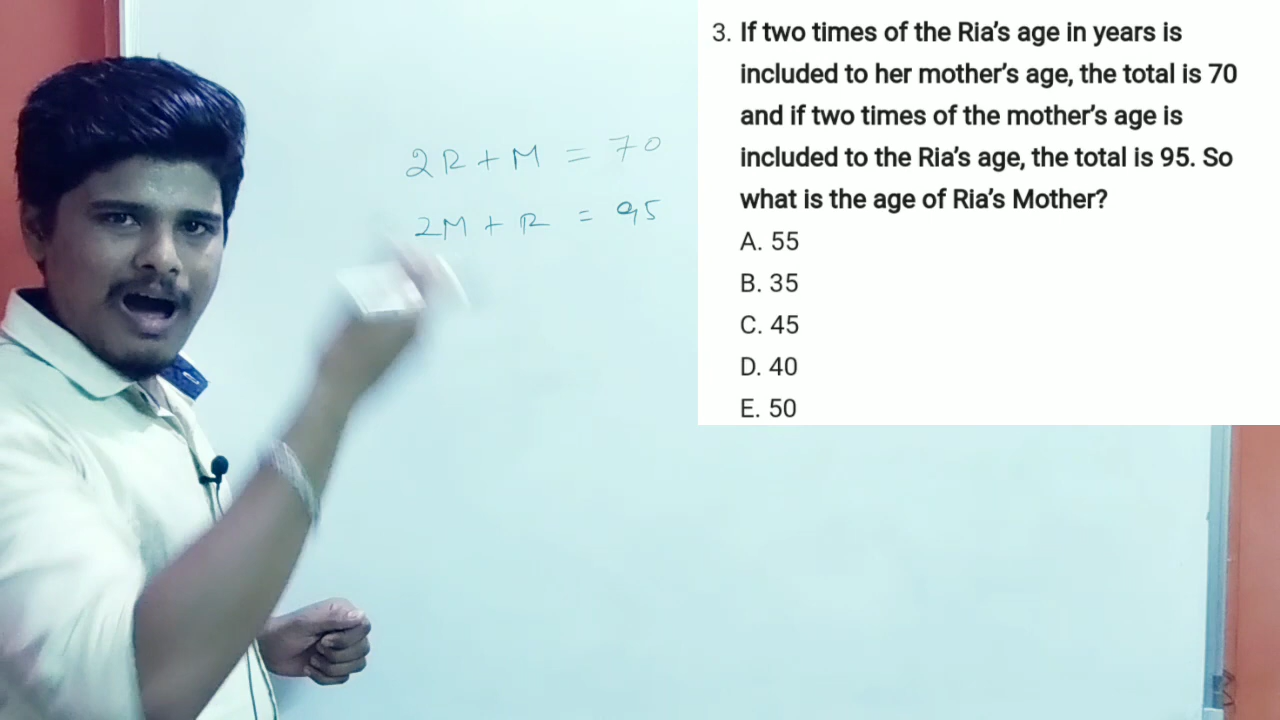 2R + M = 70
2M + R = 95
3. If two times of the Ria's age in years is
included to her mother's age, the total is 70
and if two times of the mother's age is
included to the Ria's age, the total is 95. So
what is the age of Ria's Mother?
A. 55
B. 35
C. 45
D. 40
E. 50